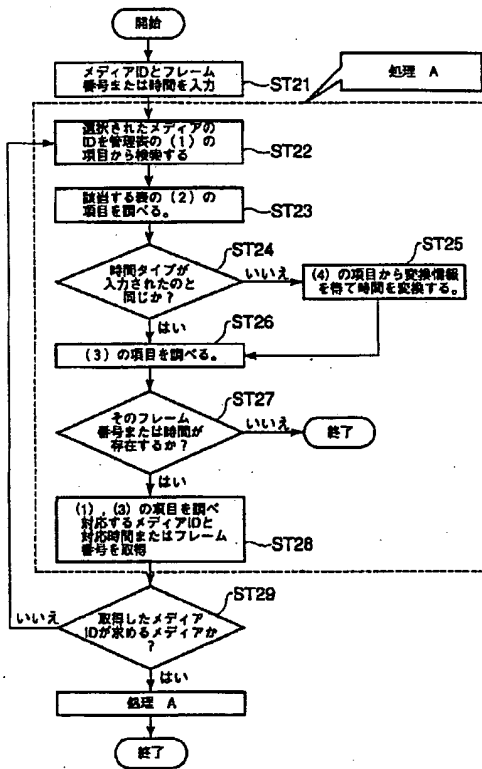 開始
メディアIDとフレーム
番号または時間を入力
ST21
処理 A
選択されたメディアの
IDを管理表の(1)の
項目から検索する
ST22
該当する表の(2)の
項目を調べる。
ST23
時間タイプが
入力されたのと
同じか?
ST24
いいえ
(4)の項目から変換情報
を得て時間を変換する。
ST25
はい
(3)の項目を調べる。
ST26
そのフレーム
番号または時間が
存在するか?
ST27
いいえ
終了
はい
(1),(3)の項目を調べ
対応するメディアIDと
対応時間またはフレーム
番号を取得
ST28
取得したメディア
IDが求めるメディアか
?
ST29
いいえ
はい
処理 A
終了